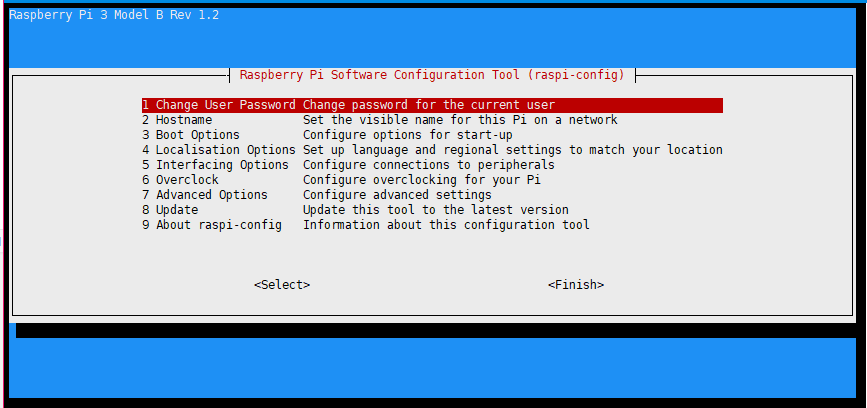 Raspberry Pi 3 Model B Rev 1.2
Raspberry Pi Software Configuration Tool (raspi-config)
1 Change User Password Change password for the current user
2 Hostname Set the visible name for this Pi on a network
3 Boot Options Configure options for start-up
4 Localisation Options Set up language and regional settings to match your location
5 Interfacing Options Configure connections to peripherals
6 Overclock Configure overclocking for your Pi
7 Advanced Options Configure advanced settings
8 Update Update this tool to the latest version
9 About raspi-config Information about this configuration tool
<Select> <Finish>